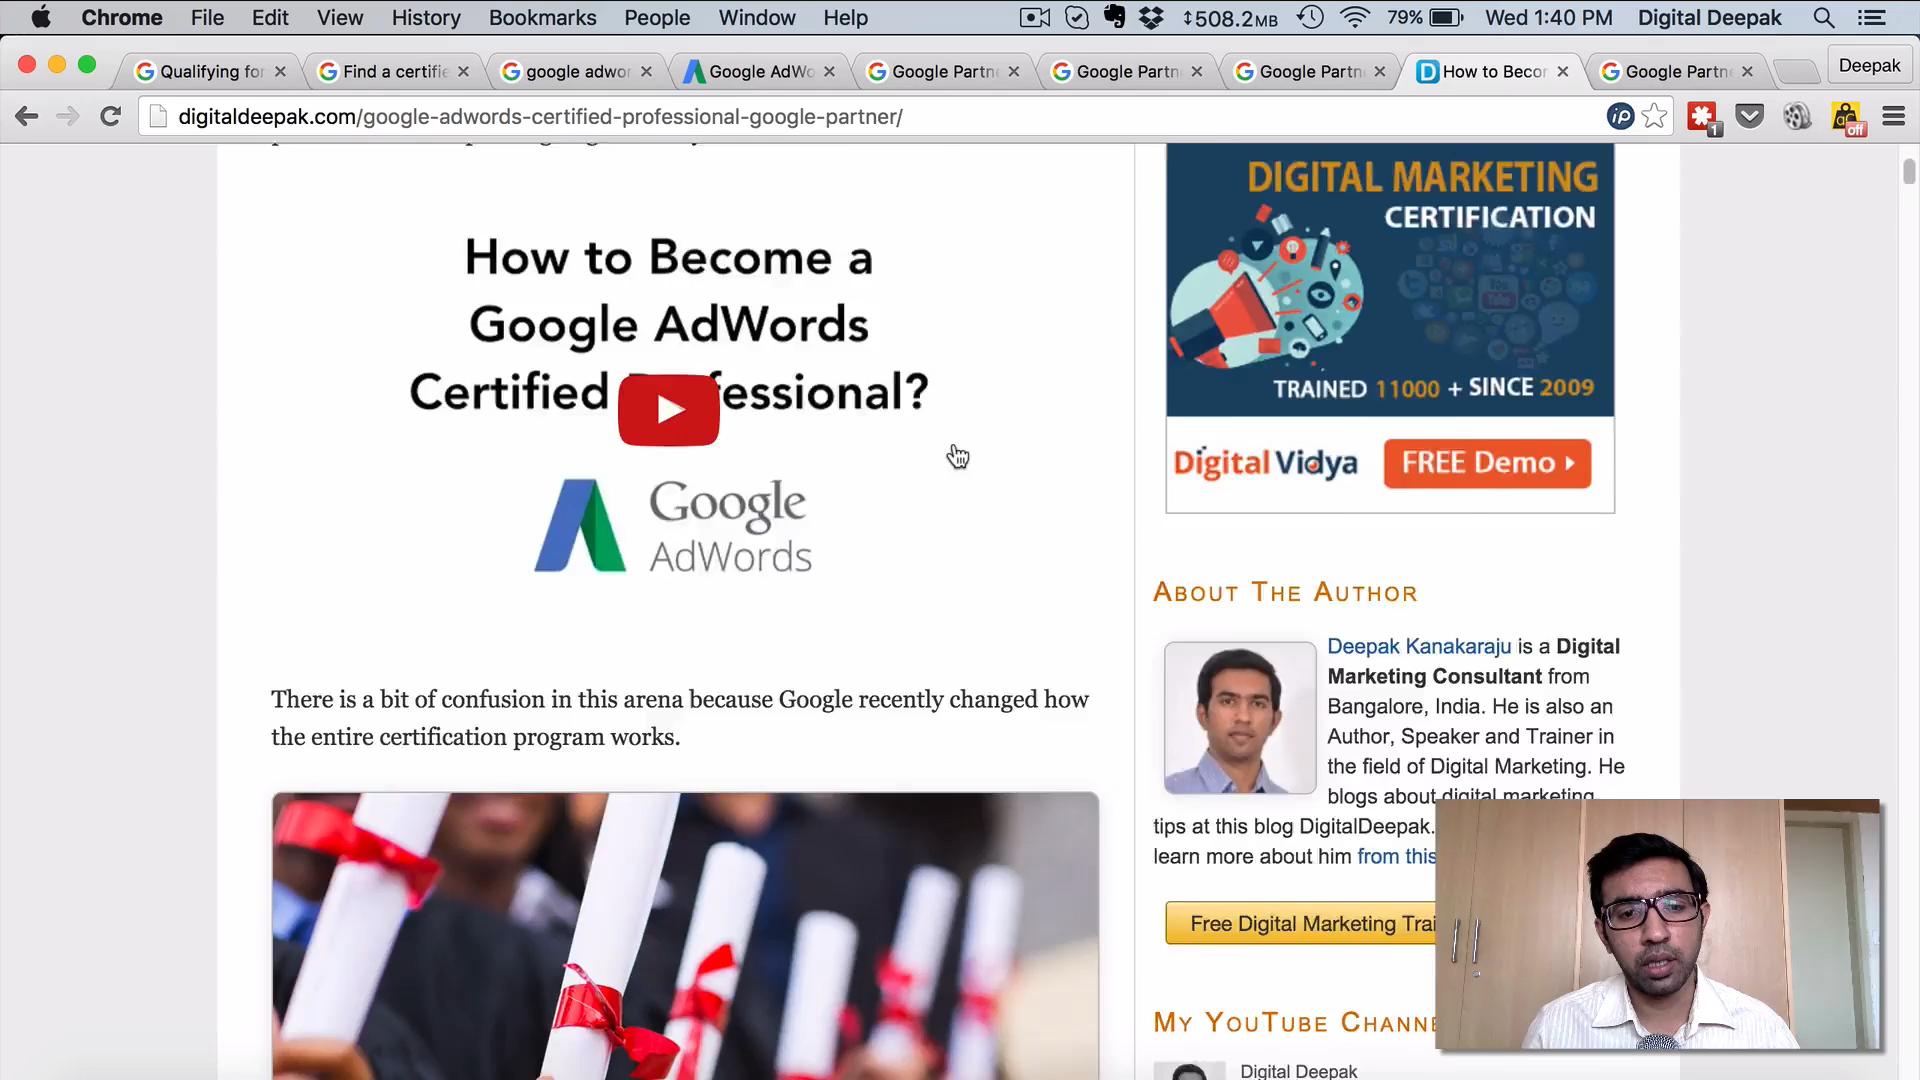 Chrome File Edit View History Bookmarks People Window Help 508.2MB 79% Wed 1:40 PM Digital Deepak
Qualifying for Find a certifie google adwor Google AdWo Google Partn Google Partn Google Partn How to Becor Google Partn Deepak
digitaldeepak.com/google-adwords-certified-professional-google-partner/
1
off
How to Become a
Google AdWords
Certified fessional?
Google
AdWords
There is a bit of confusion in this arena because Google recently changed how
the entire certification program works.
DIGITAL MARKETING
CERTIFICATION
You
Tube
TRAINED 11000 + SINCE 2009
Digital Vidya FREE Demo
ABOUT THE AUTHOR
Deepak Kanakaraju is a Digital
Marketing Consultant from
Bangalore, India. He is also an
Author, Speaker and Trainer in
the field of Digital Marketing. He
blogs about digital marketing
tips at this blog DigitalDeepak.
learn more about him from this
Free Digital Marketing Trai
MY YOUTUBE CHANNE
Digital Deepak